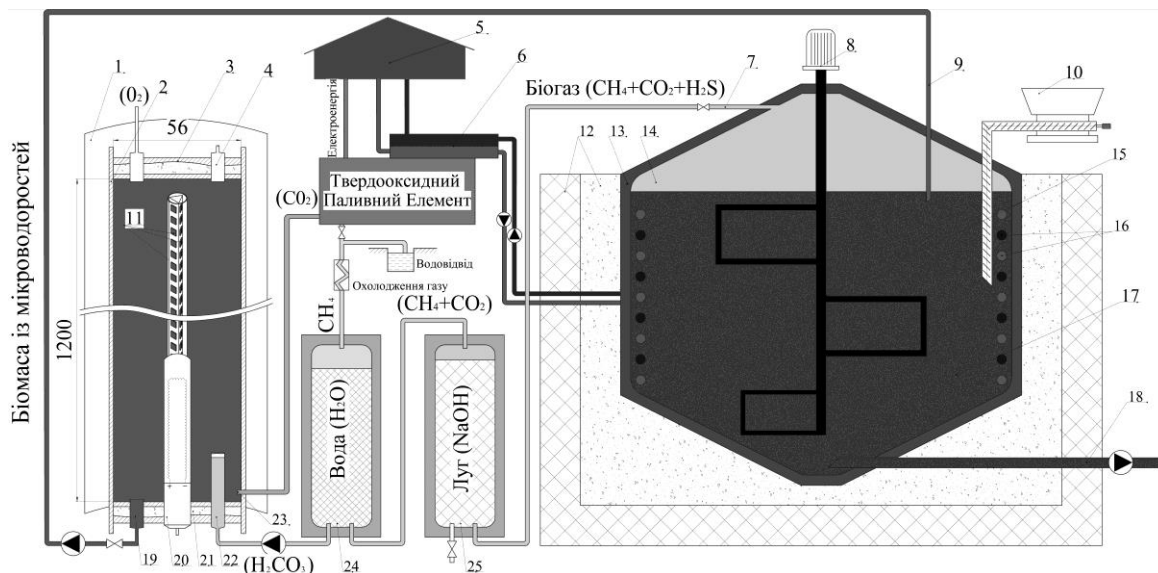 1
2
3
4
5
6
7
8
9
10
(0₂)
56
Біогаз (CH₄+CO₂+H₂S)
12
13
14
15
16
17
18
Електроенергія
Твердооксидний
Паливний Елемент
(C0₂)
11
Водовідвід
Охолодження газу
CH₄
(CH₄+CO₂)
1200
Біомаса із мікроводоростей
Вода (H₂O)
Луг (NaOH)
- +
19
20
21
22
23
24
25
(H₂CO₃)